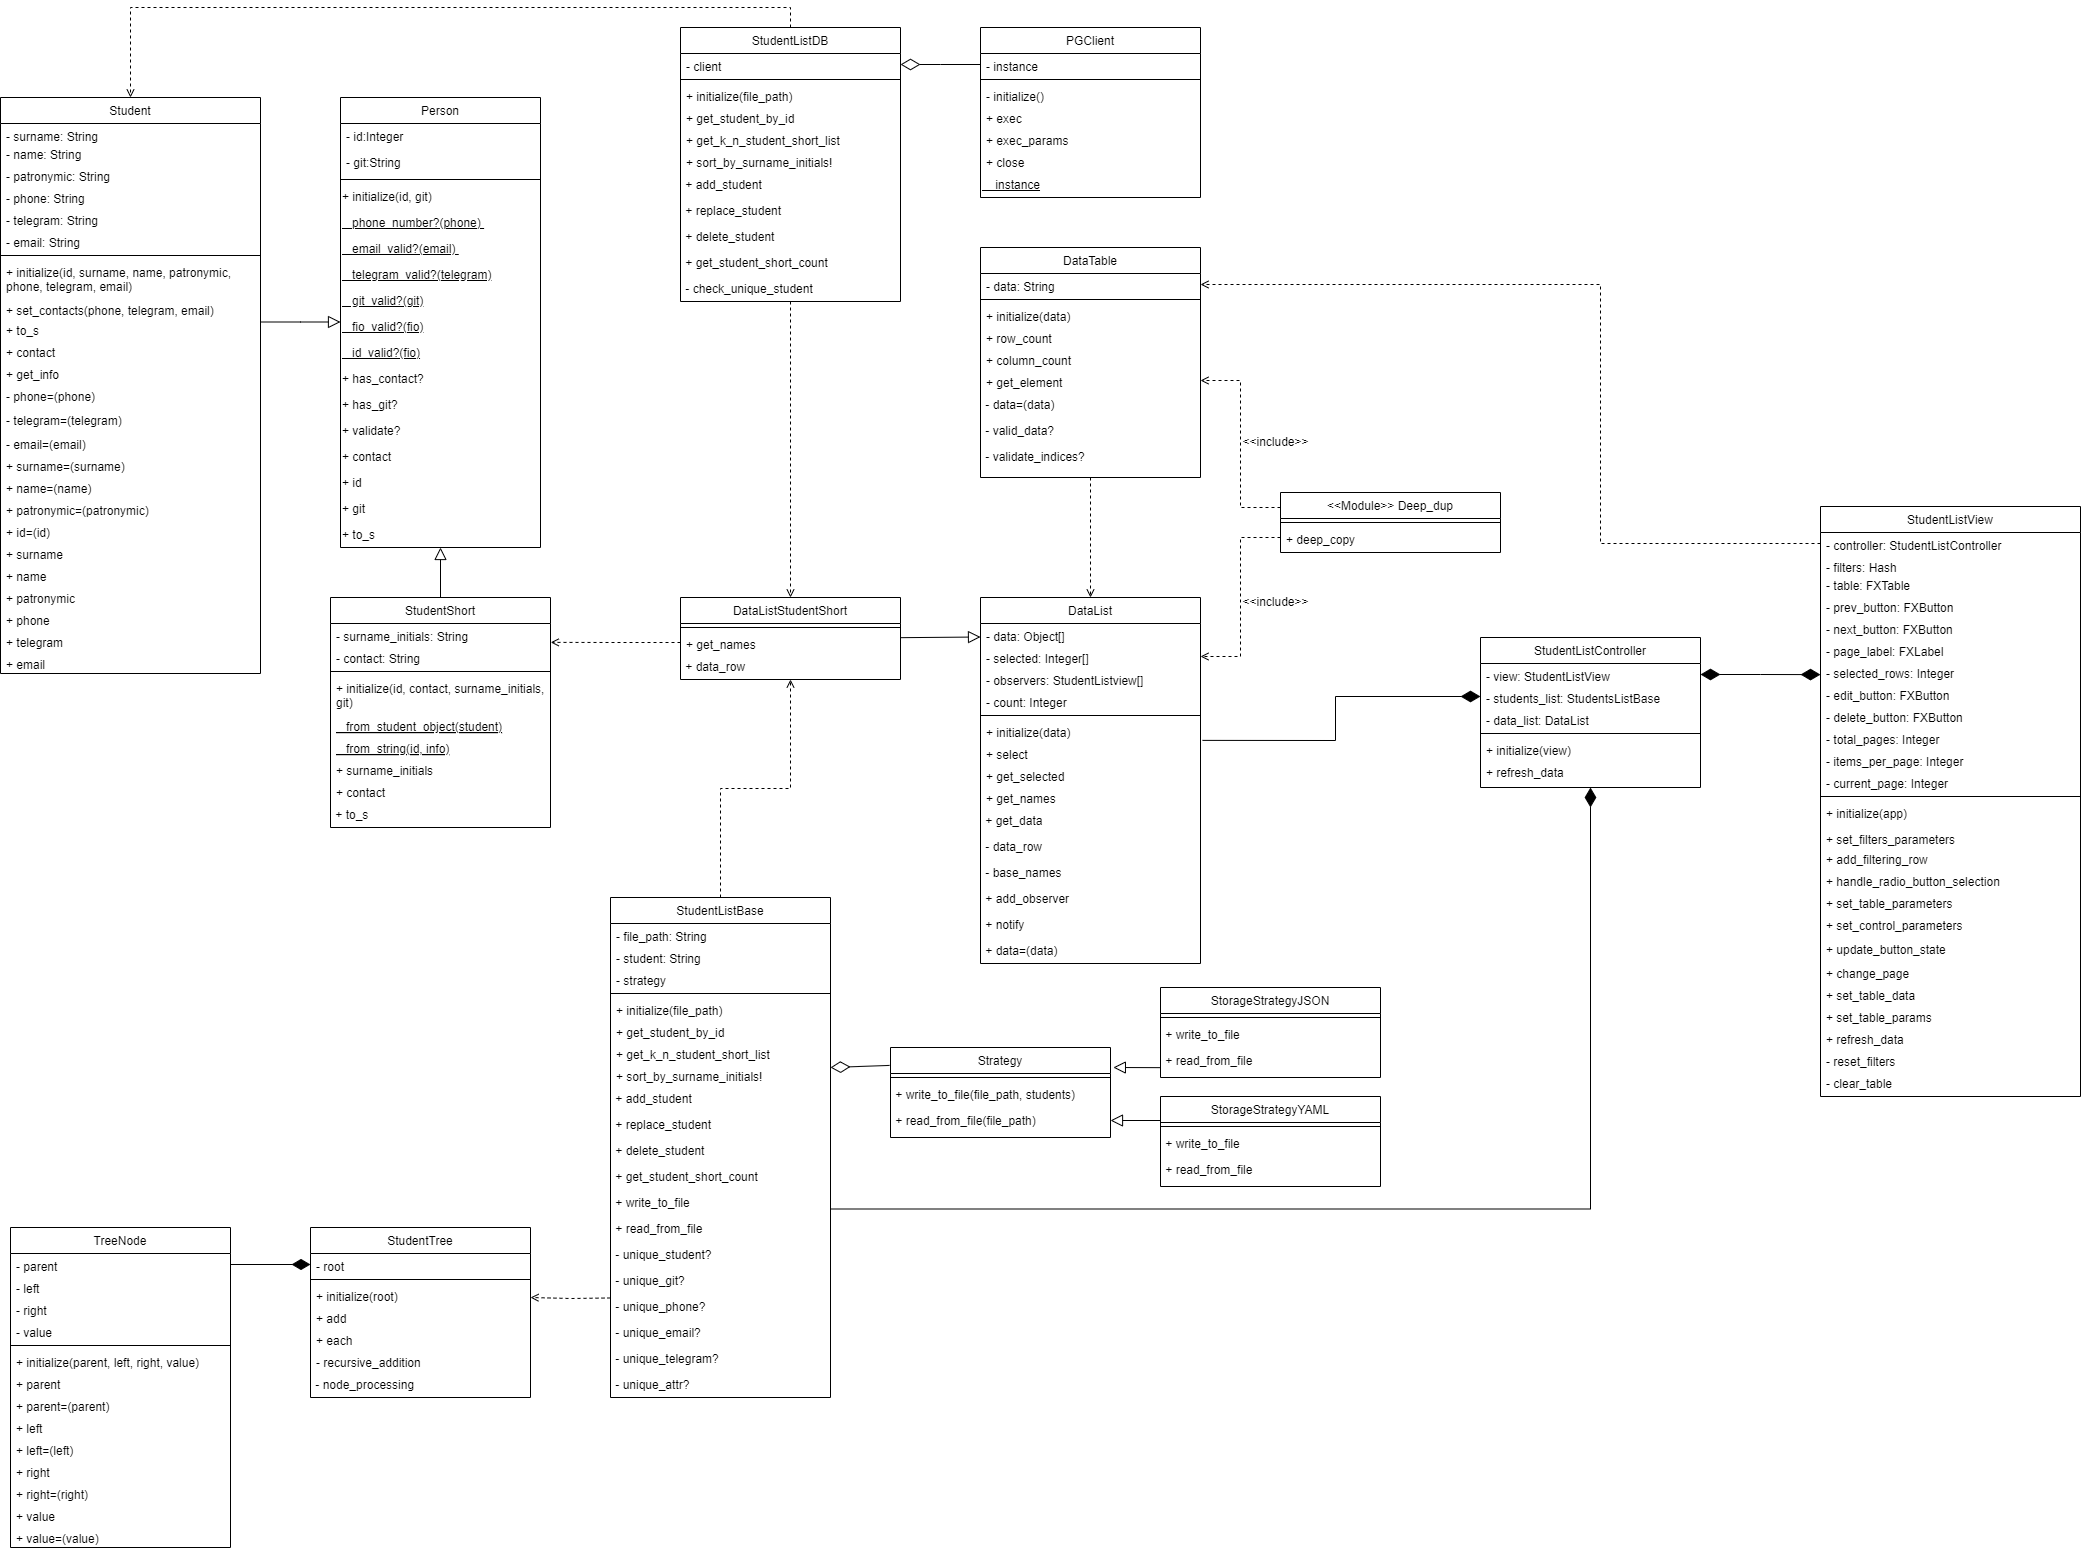 StudentListDB
- client
+ initialize(file_path)
+ get_student_by_id
+ get_k_n_student_short_list
+ sort_by_surname_initials!
+ add_student
+ replace_student
+ delete_student
+ get_student_short_count
- check_unique_student
PGClient
- instance
- initialize()
+ exec
+ exec_params
+ close
instance
Student
- surname: String
- name: String
- patronymic: String
- phone: String
- telegram: String
- email: String
+ initialize(id, surname, name, patronymic,
phone, telegram, email)
+ set_contacts(phone, telegram, email)
+ to_s
+ contact
+ get_info
- phone=(phone)
- telegram=(telegram)
- email=(email)
+ surname=(surname)
+ name=(name)
+ patronymic=(patronymic)
+ id=(id)
+ surname
+ name
+ patronymic
+ phone
+ telegram
+ email
Person
- id:Integer
- git:String
+ initialize(id, git)
phone_number?(phone)
email_valid?(email)
telegram_valid?(telegram)
git_valid?(git)
fio_valid?(fio)
id_valid?(fio)
+ has_contact?
+ has_git?
+ validate?
+ contact
+ id
+ git
+ to_s
DataTable
- data: String
+ initialize(data)
+ row_count
+ column_count
+ get_element
- data=(data)
- valid_data?
- validate_indices?
<<include>>
<<Module>> Deep_dup
+ deep_copy
<<include>>
StudentShort
- surname_initials: String
- contact: String
+ initialize(id, contact, surname_initials,
git)
from_student_object(student)
from_string(id, info)
+ surname_initials
+ contact
+ to_s
DataListStudentShort
+ get_names
+ data_row
DataList
- data: Object[]
- selected: Integer[]
- observers: StudentListview[]
- count: Integer
+ initialize(data)
+ select
+ get_selected
+ get_names
+ get_data
- data_row
- base_names
+ add_observer
+ notify
+ data=(data)
StudentListController
- view: StudentListView
- students_list: StudentsListBase
- data_list: DataList
+ initialize(view)
+ refresh_data
StudentListView
- controller: StudentListController
- filters: Hash
- table: FXTable
- prev_button: FXButton
- next_button: FXButton
- page_label: FXLabel
- selected_rows: Integer
- edit_button: FXButton
- delete_button: FXButton
- total_pages: Integer
- items_per_page: Integer
- current_page: Integer
+ initialize(app)
+ set_filters_parameters
+ add_filtering_row
+ handle_radio_button_selection
+ set_table_parameters
+ set_control_parameters
+ update_button_state
+ change_page
+ set_table_data
+ set_table_params
+ refresh_data
- reset_filters
- clear_table
StudentListBase
- file_path: String
- student: String
- strategy
+ initialize(file_path)
+ get_student_by_id
+ get_k_n_student_short_list
+ sort_by_surname_initials!
+ add_student
+ replace_student
+ delete_student
+ get_student_short_count
+ write_to_file
+ read_from_file
- unique_student?
- unique_git?
- unique_phone?
- unique_email?
- unique_telegram?
- unique_attr?
Strategy
+ write_to_file(file_path, students)
+ read_from_file(file_path)
StorageStrategyJSON
+ write_to_file
+ read_from_file
StorageStrategyYAML
+ write_to_file
+ read_from_file
TreeNode
- parent
- left
- right
- value
+ initialize(parent, left, right, value)
+ parent
+ parent=(parent)
+ left
+ left=(left)
+ right
+ right=(right)
+ value
+ value=(value)
StudentTree
- root
+ initialize(root)
+ add
+ each
- recursive_addition
- node_processing